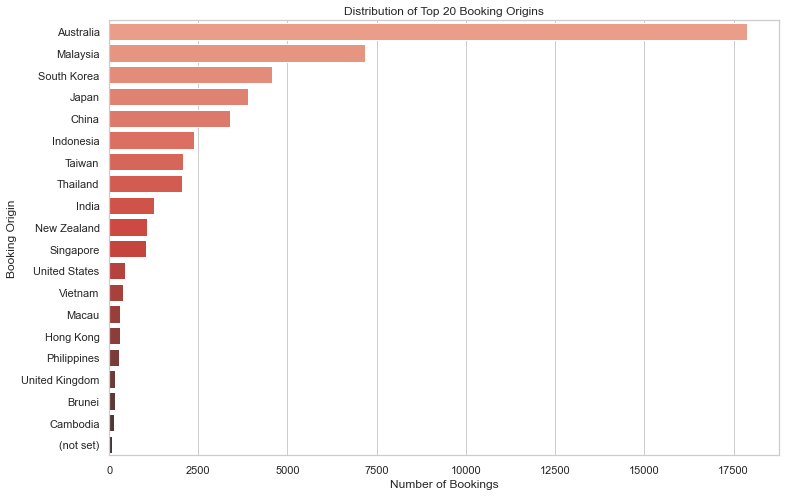 Distribution of Top 20 Booking Origins
Booking Origin
Australia
Malaysia
South Korea
Japan
China
Indonesia
Taiwan
Thailand
India
New Zealand
Singapore
United States
Vietnam
Macau
Hong Kong
Philippines
United Kingdom
Brunei
Cambodia
(not set)
0 2500 5000 7500 10000 12500 15000 17500
Number of Bookings